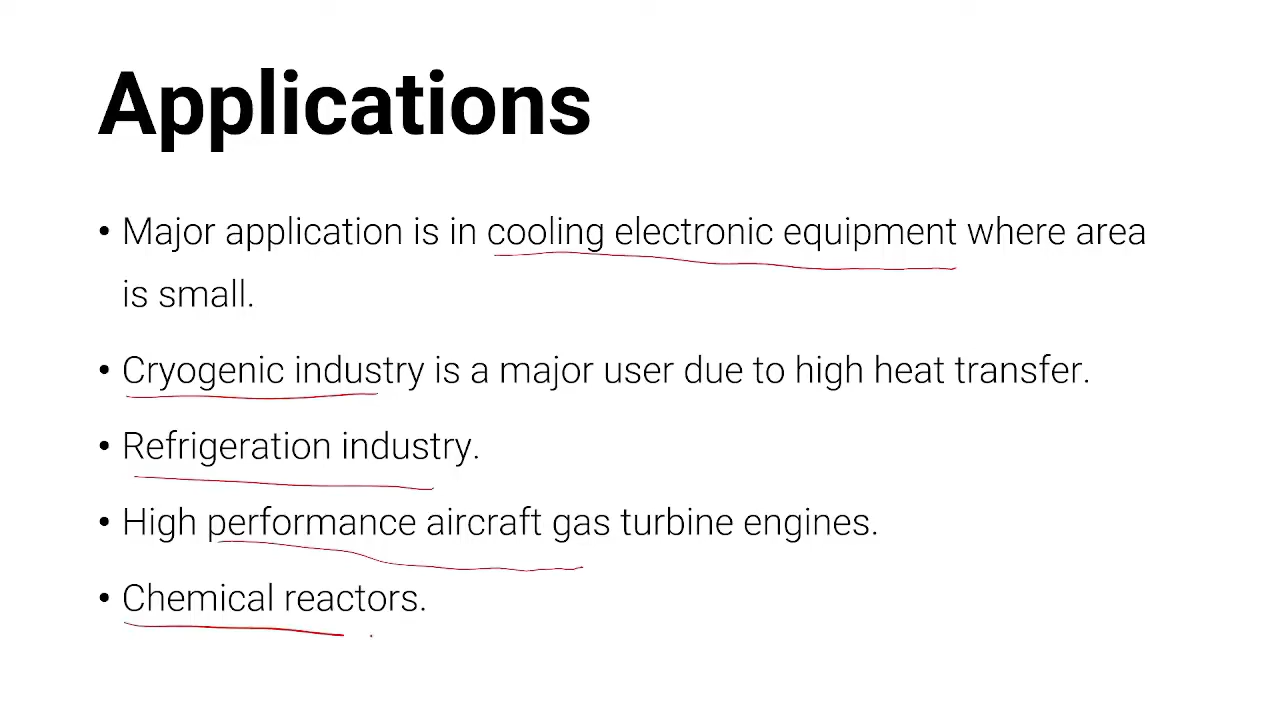 Applications
• Major application is in cooling electronic equipment where area
is small.
• Cryogenic industry is a major user due to high heat transfer.
• Refrigeration industry.
• High performance aircraft gas turbine engines.
• Chemical reactors.